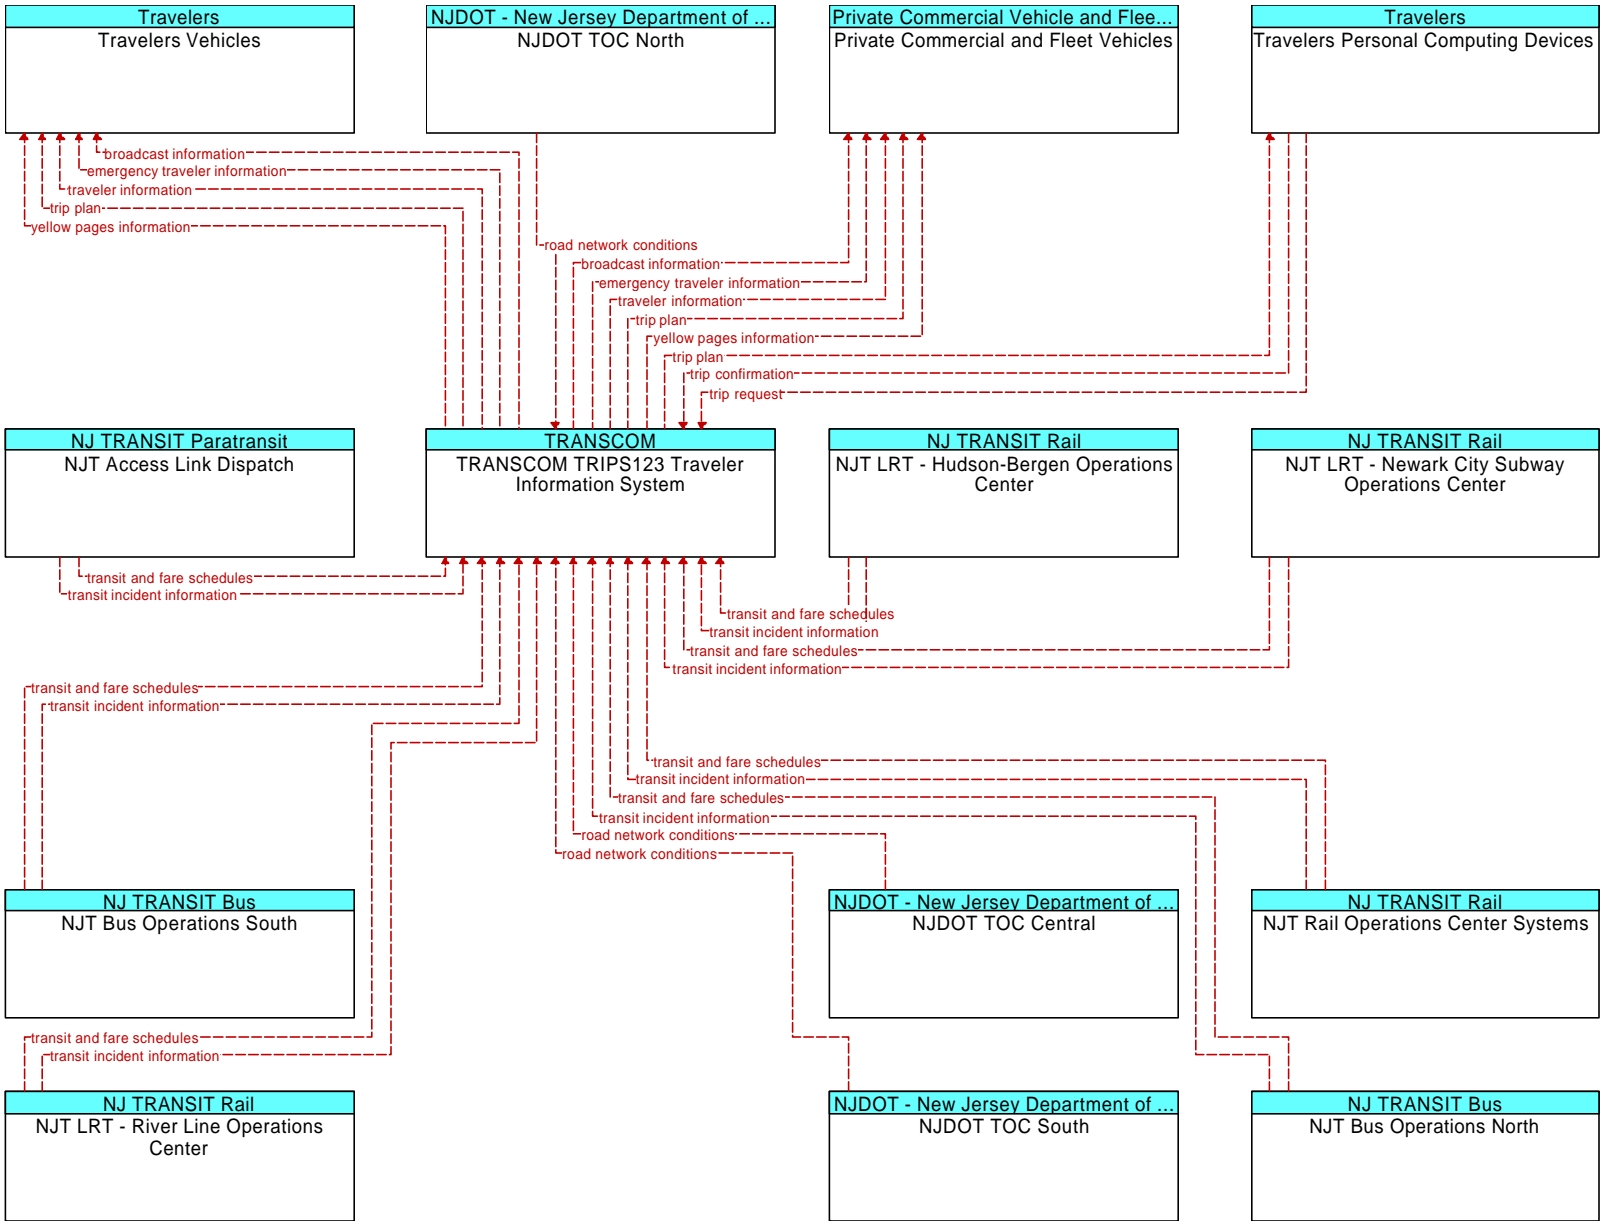 Travelers
Travelers Vehicles
NJDOT - New Jersey Department of ...
NJDOT TOC North
Private Commercial Vehicle and Flee...
Private Commercial and Fleet Vehicles
Travelers
Travelers Personal Computing Devices
broadcast information
emergency traveler information
traveler information
trip plan
yellow pages information
road network conditions
broadcast information
emergency traveler information
traveler information
trip plan
yellow pages information
trip plan
trip confirmation
trip request
NJ TRANSIT Paratransit
NJT Access Link Dispatch
TRANSCOM
TRANSCOM TRIPS123 Traveler
Information System
NJ TRANSIT Rail
NJT LRT - Hudson-Bergen Operations
Center
NJ TRANSIT Rail
NJT LRT - Newark City Subway
Operations Center
transit and fare schedules
transit incident information
transit and fare schedules
transit incident information
transit and fare schedules
transit incident information
transit and fare schedules
transit incident information
transit and fare schedules
transit incident information
transit and fare schedules
transit incident information
road network conditions
road network conditions
NJ TRANSIT Bus
NJT Bus Operations South
NJDOT - New Jersey Department of ...
NJDOT TOC Central
NJ TRANSIT Rail
NJT Rail Operations Center Systems
transit and fare schedules
transit incident information
NJ TRANSIT Rail
NJT LRT - River Line Operations
Center
NJDOT - New Jersey Department of ...
NJDOT TOC South
NJ TRANSIT Bus
NJT Bus Operations North